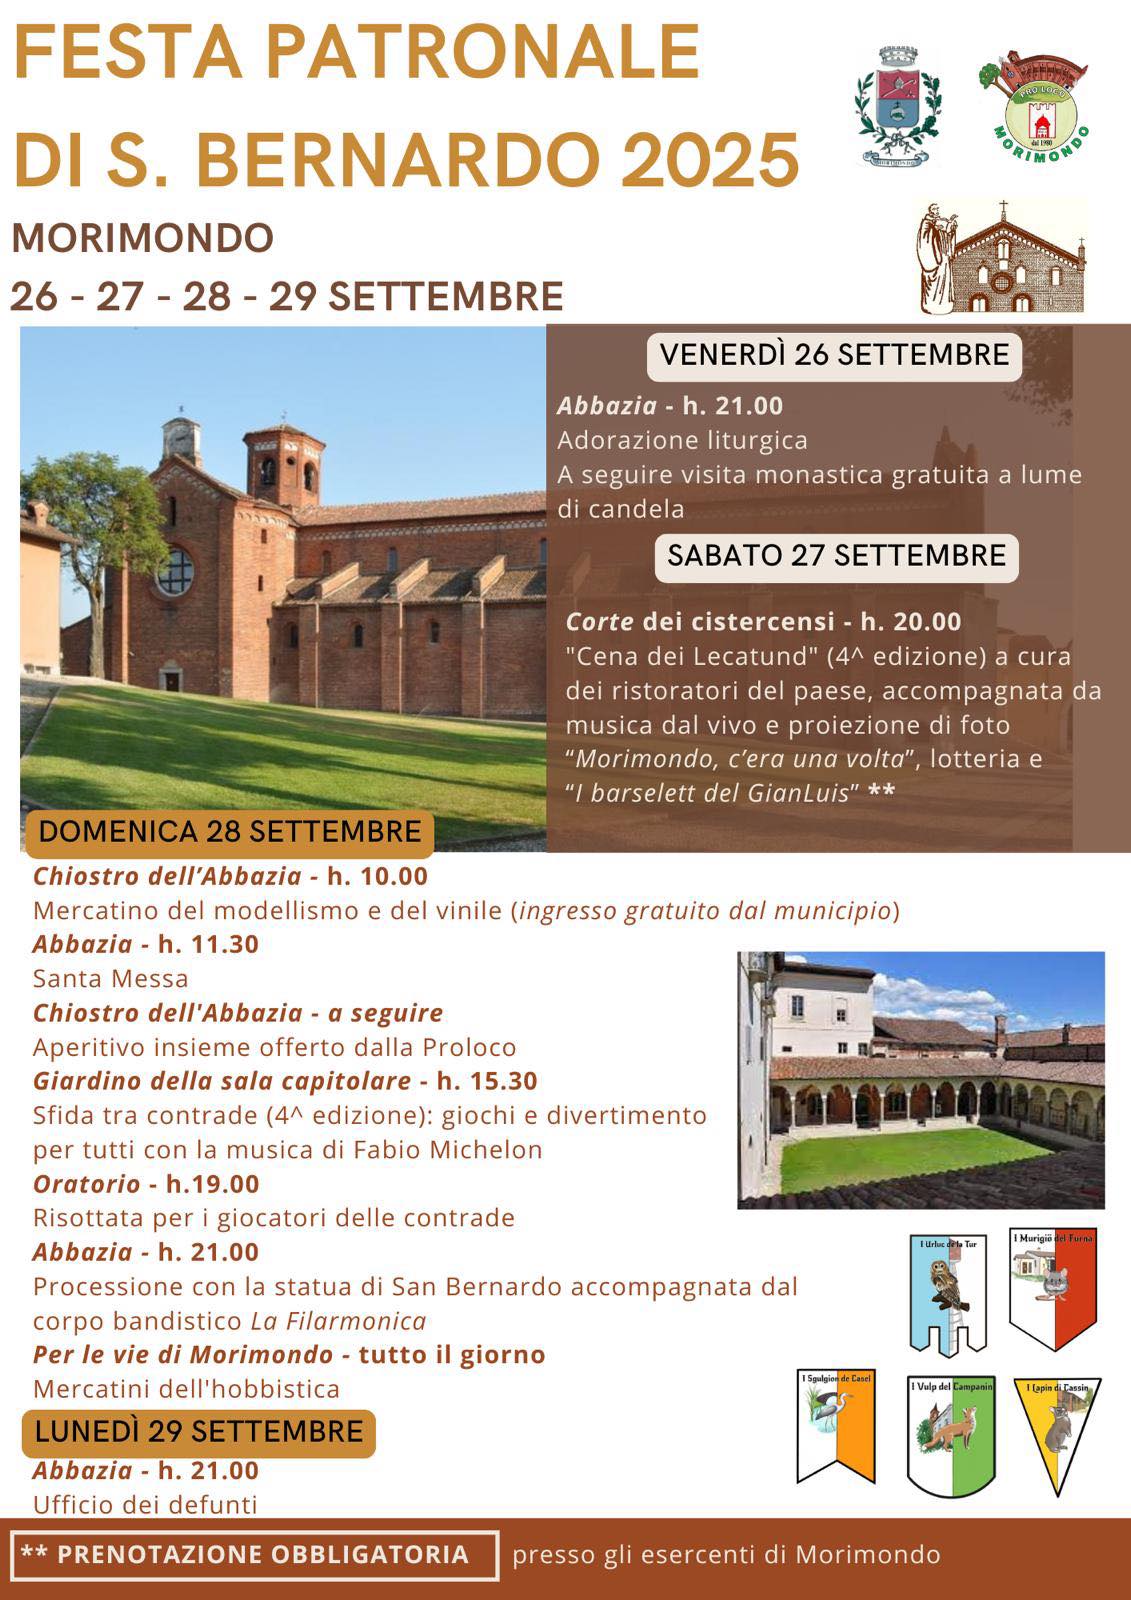 FESTA PATRONALE
DI S. BERNARDO 2025
MORIMONDO
26 - 27 - 28 - 29 SETTEMBRE
PRO LOCO
dal 1980
MORIMONDO
VENERDÌ 26 SETTEMBRE
Abbazia - h. 21.00
Adorazione liturgica
A seguire visita monastica gratuita a lume
di candela
SABATO 27 SETTEMBRE
Corte dei cistercensi - h. 20.00
"Cena dei Lecatund" (4^ edizione) a cura
dei ristoratori del paese, accompagnata da
musica dal vivo e proiezione di foto
“Morimondo, c’era una volta”, lotteria e
“I barselett del GianLuis” **
DOMENICA 28 SETTEMBRE
Chiostro dell’Abbazia - h. 10.00
Mercatino del modellismo e del vinile (ingresso gratuito dal municipio)
Abbazia - h. 11.30
Santa Messa
Chiostro dell'Abbazia - a seguire
Aperitivo insieme offerto dalla Proloco
Giardino della sala capitolare - h. 15.30
Sfida tra contrade (4^ edizione): giochi e divertimento
per tutti con la musica di Fabio Michelon
Oratorio - h.19.00
Risottata per i giocatori delle contrade
Abbazia - h. 21.00
Processione con la statua di San Bernardo accompagnata dal
corpo bandistico La Filarmonica
Per le vie di Morimondo - tutto il giorno
Mercatini dell'hobbistica
I Urluc de la Tur
I Murigiö del Furna
I Sgulgion de Casel
I Vulp del Campanin
I Lapin di Cassin
LUNEDÌ 29 SETTEMBRE
Abbazia - h. 21.00
Ufficio dei defunti
** PRENOTAZIONE OBBLIGATORIA presso gli esercenti di Morimondo